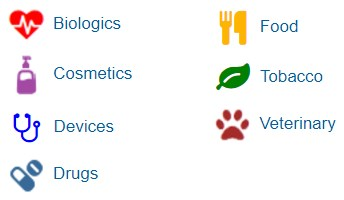 Biologics
Cosmetics
Devices
Drugs
Food
Tobacco
Veterinary